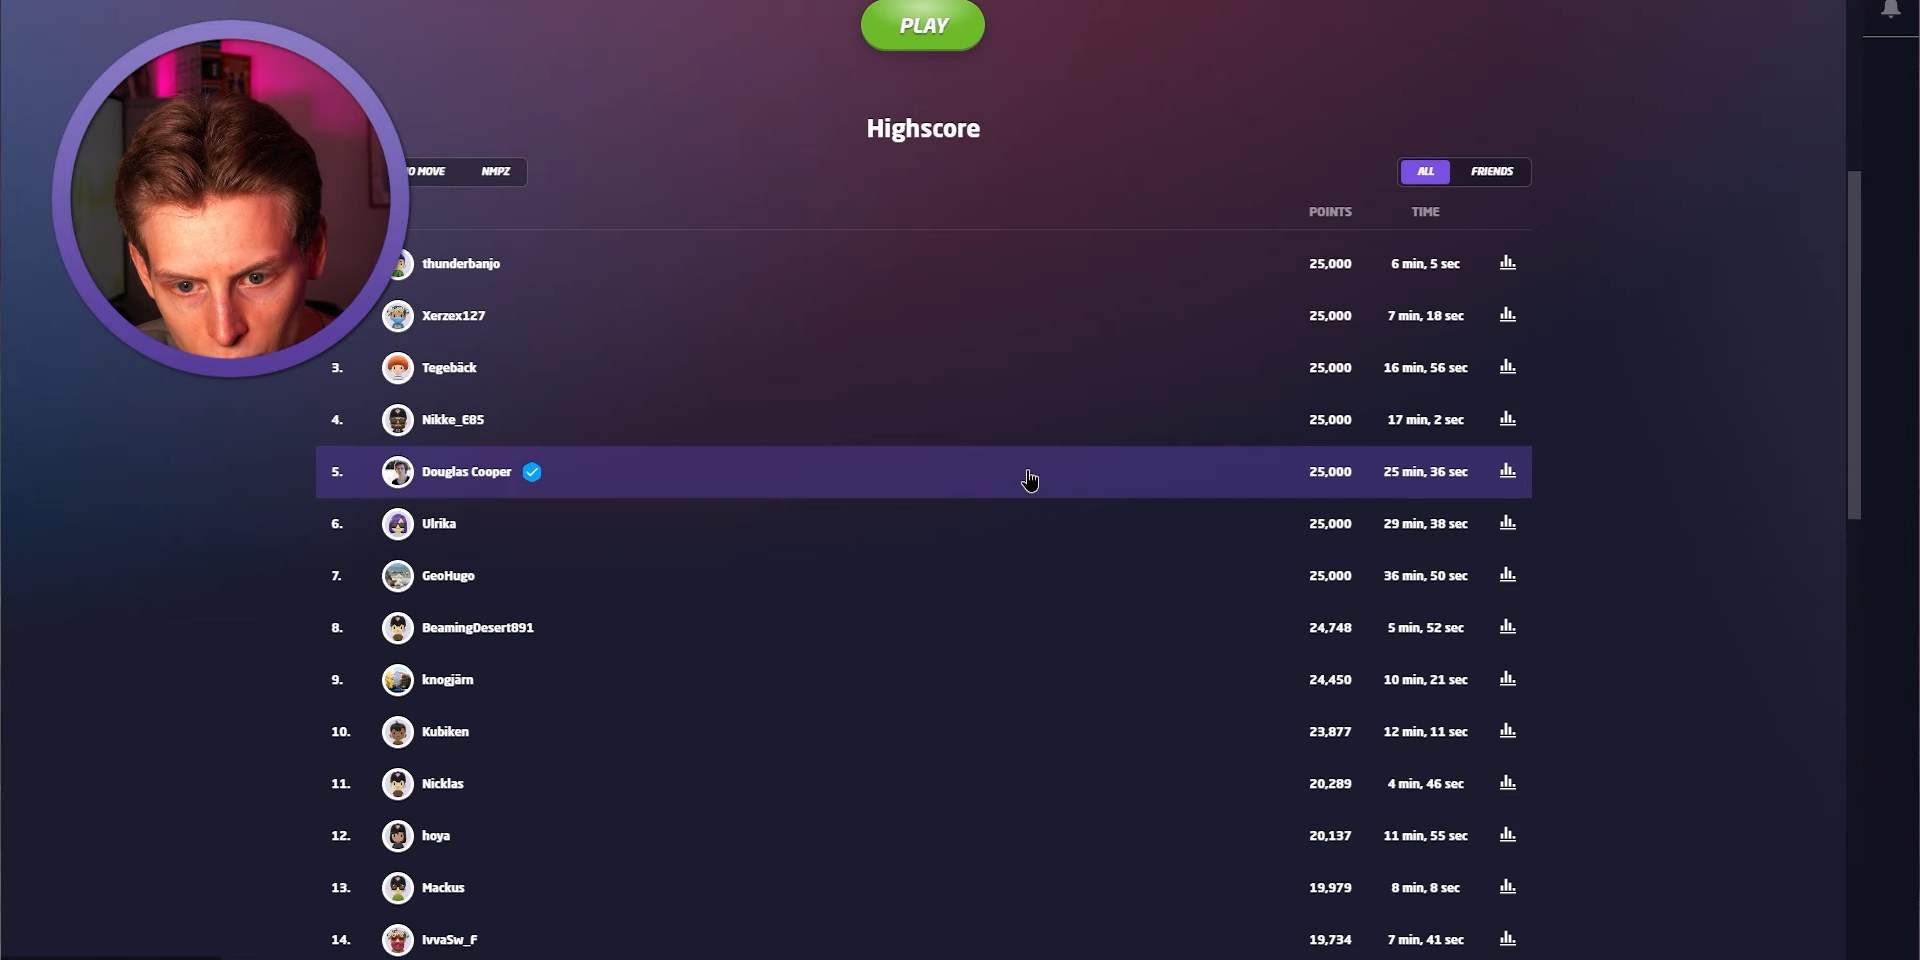 PLAY
Highscore
MOVE NMPZ ALL FRIENDS
POINTS TIME
thunderbanjo 25,000 6 min, 5 sec
Xerzex127 25,000 7 min, 18 sec
3. Tegebäck 25,000 16 min, 56 sec
4. Nikke_E85 25,000 17 min, 2 sec
5. Douglas Cooper 25,000 25 min, 36 sec
6. Ulrika 25,000 29 min, 38 sec
7. GeoHugo 25,000 36 min, 50 sec
8. BeamingDesert891 24,748 5 min, 52 sec
9. knogjärn 24,450 10 min, 21 sec
10. Kubiken 23,877 12 min, 11 sec
11. Nicklas 20,289 4 min, 46 sec
12. hoya 20,137 11 min, 55 sec
13. Mackus 19,979 8 min, 8 sec
14. IvvaSw_F 19,734 7 min, 41 sec